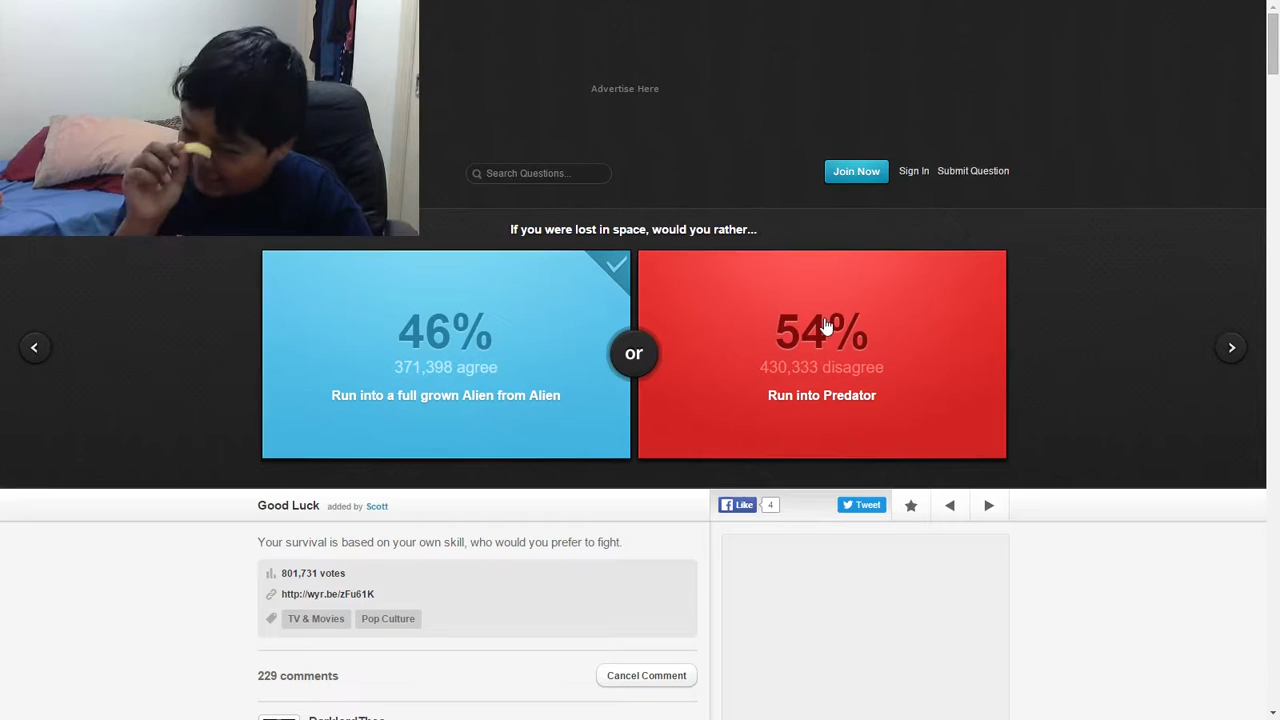 Advertise Here
Search Questions...
Join Now Sign In Submit Question
If you were lost in space, would you rather...
46%
371,398 agree
Run into a full grown Alien from Alien
or
54%
430,333 disagree
Run into Predator
Good Luck added by Scott
Like 4 Tweet
Your survival is based on your own skill, who would you prefer to fight.
801,731 votes
http://wyr.be/zFu61K
TV & Movies Pop Culture
229 comments Cancel Comment